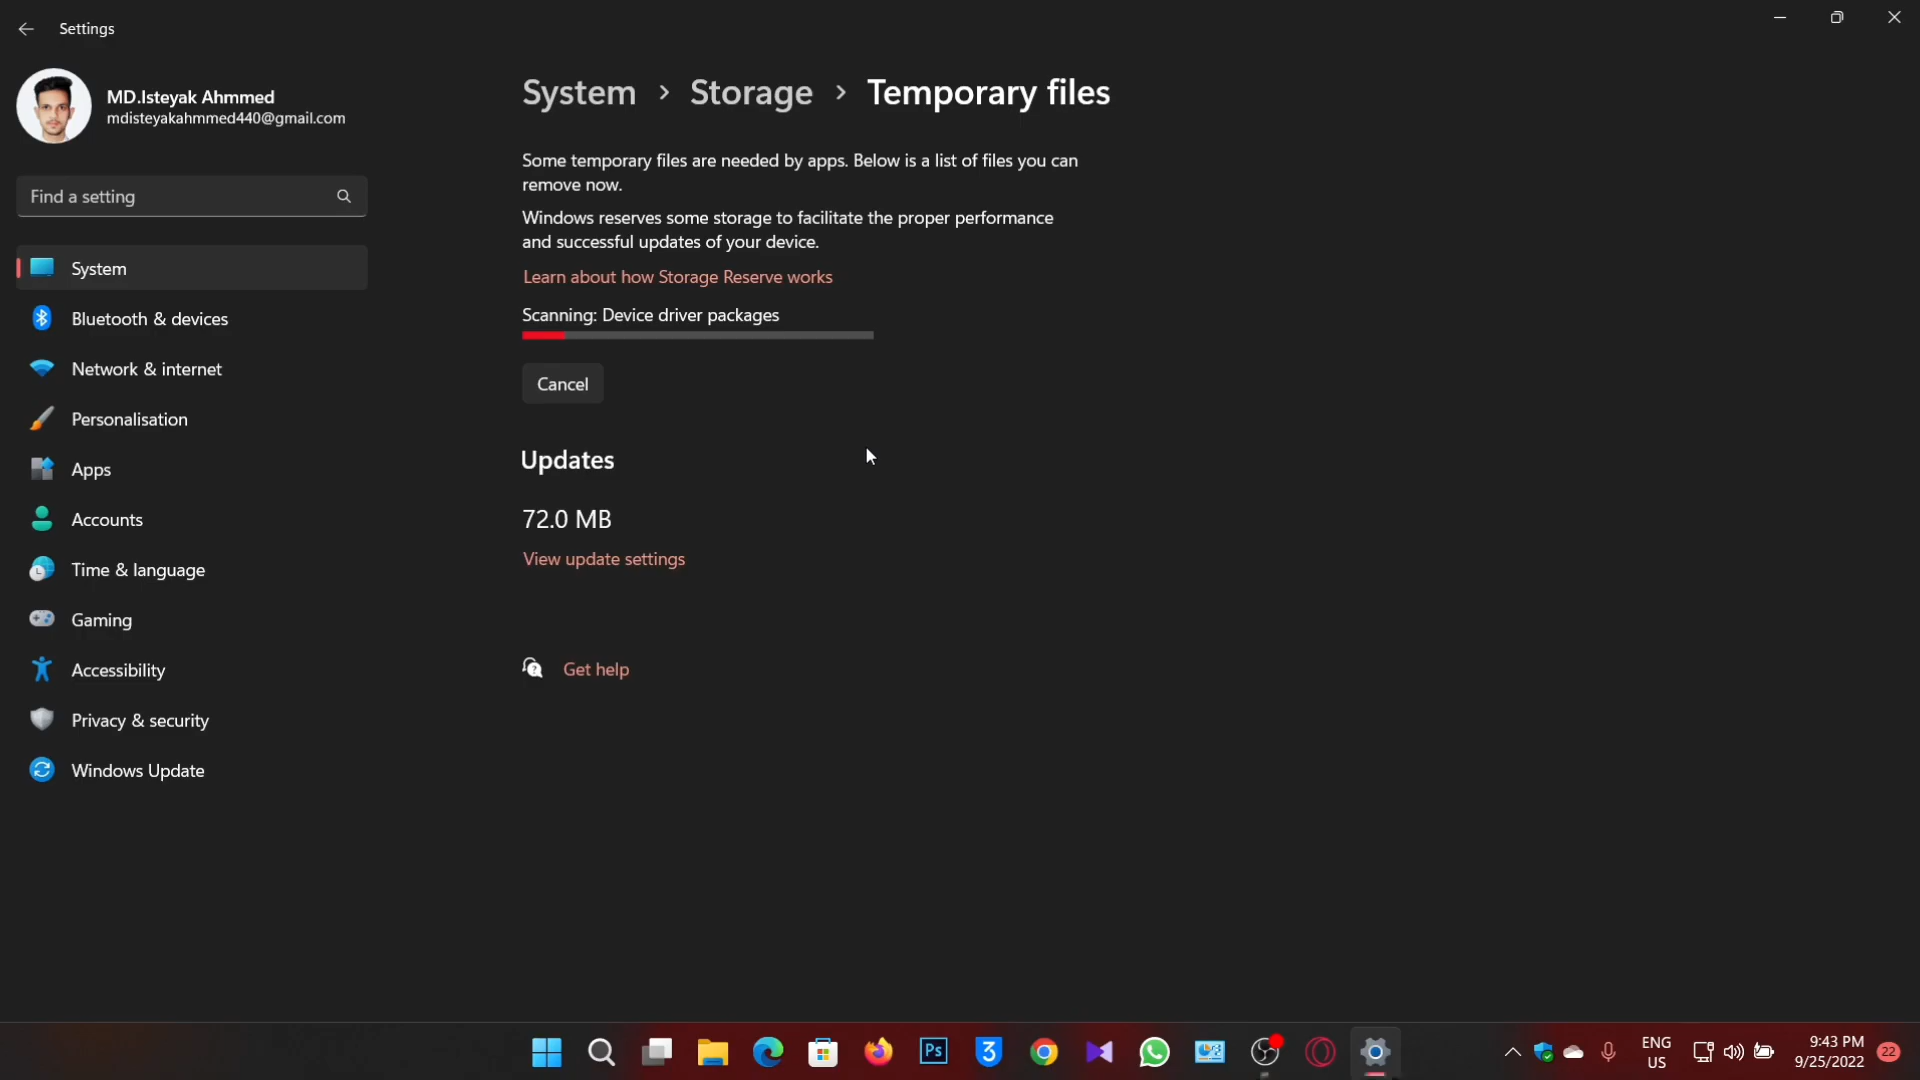 Settings
MD.Isteyak Ahmmed
mdisteyakahmmed440@gmail.com
Find a setting
System
Bluetooth & devices
Network & internet
Personalisation
Apps
Accounts
Time & language
Gaming
Accessibility
Privacy & security
Windows Update
System > Storage > Temporary files
Some temporary files are needed by apps. Below is a list of files you can
remove now.
Windows reserves some storage to facilitate the proper performance
and successful updates of your device.
Learn about how Storage Reserve works
Scanning: Device driver packages
Cancel
Updates
72.0 MB
View update settings
Get help
Ps
3
ENG
US
9:43 PM
9/25/2022
22